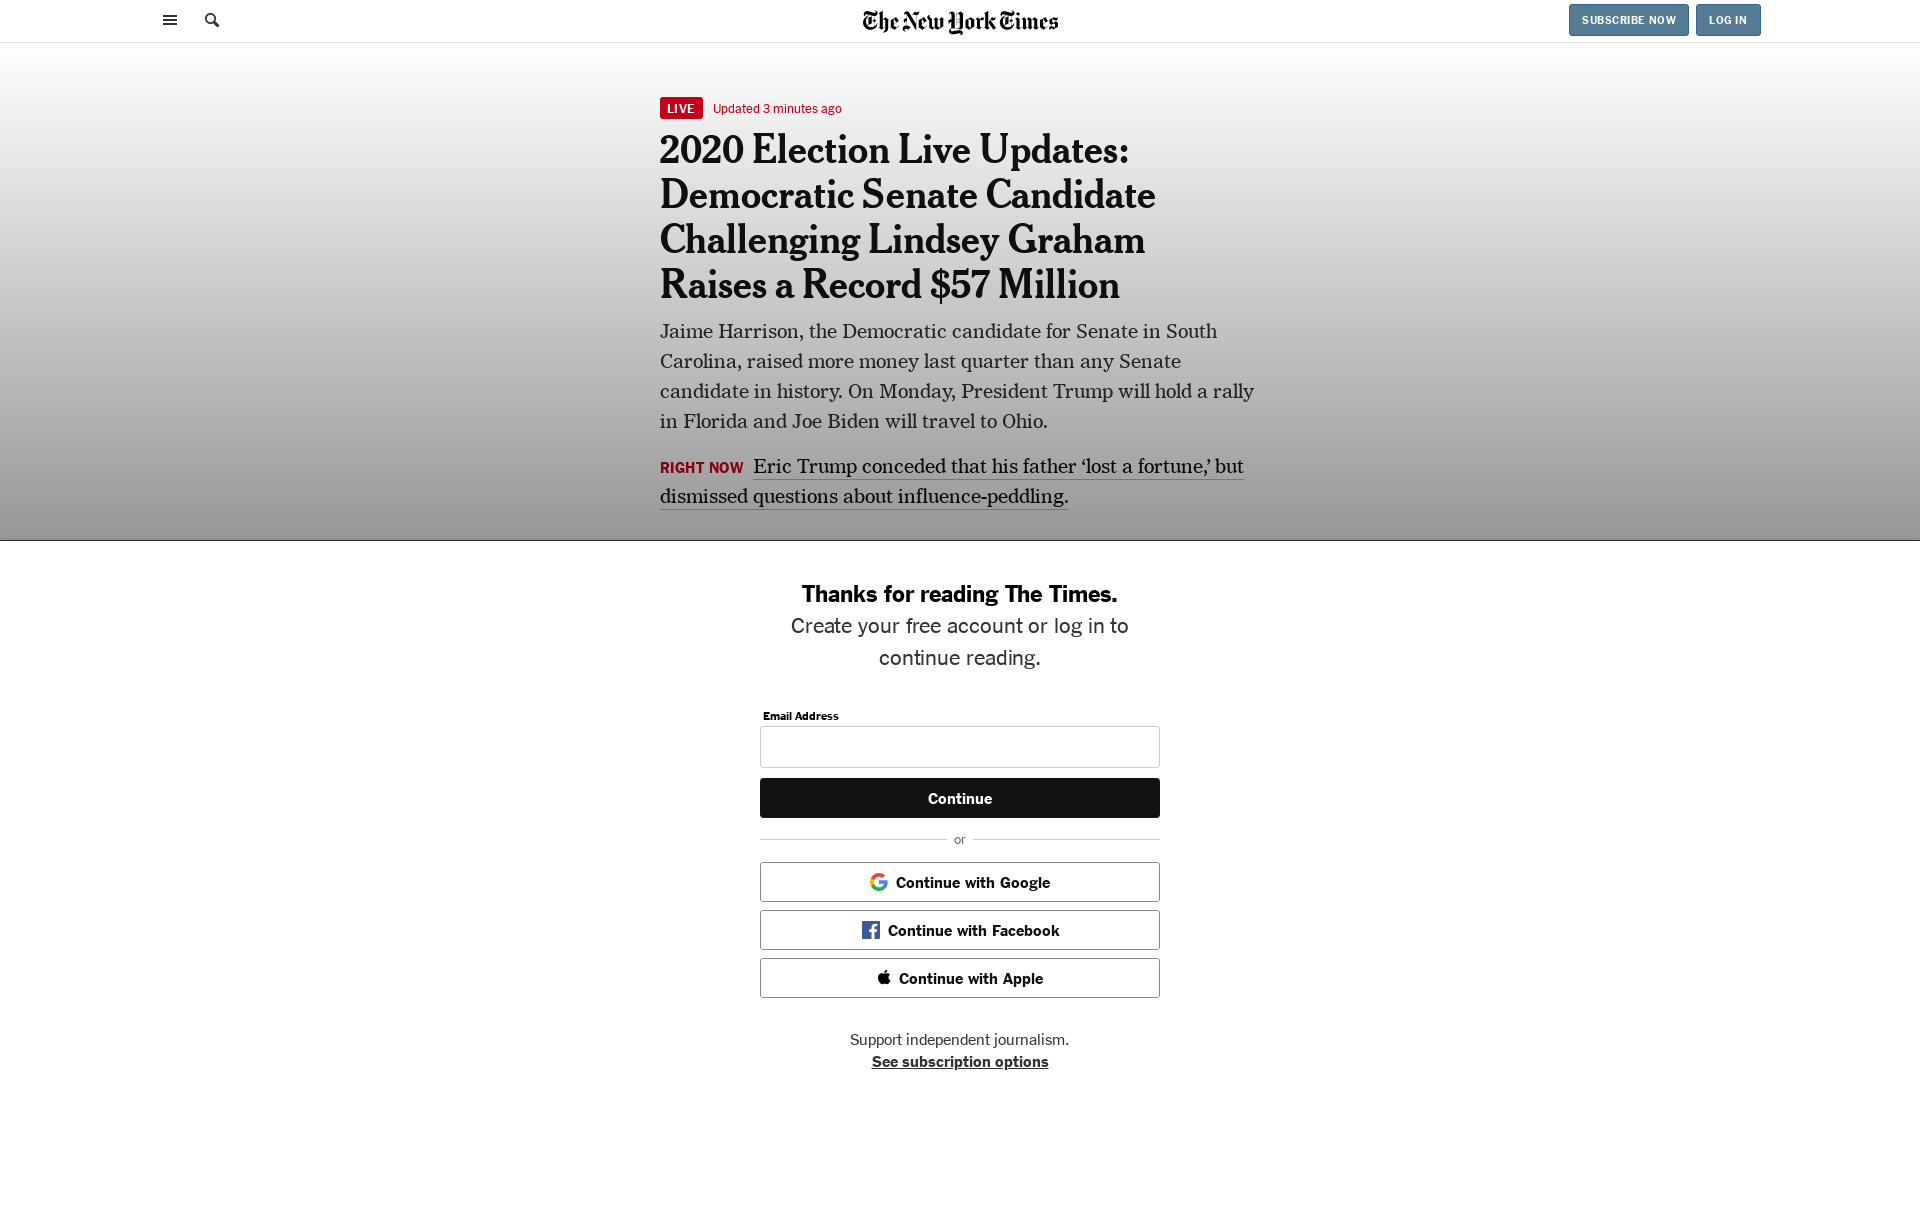 The New York Times
SUBSCRIBE NOW
LOG IN
LIVE Updated 3 minutes ago
2020 Election Live Updates:
Democratic Senate Candidate
Challenging Lindsey Graham
Raises a Record $57 Million
Jaime Harrison, the Democratic candidate for Senate in South
Carolina, raised more money last quarter than any Senate
candidate in history. On Monday, President Trump will hold a rally
in Florida and Joe Biden will travel to Ohio.
RIGHT NOW Eric Trump conceded that his father ‘lost a fortune,’ but
dismissed questions about influence-peddling.
Thanks for reading The Times.
Create your free account or log in to
continue reading.
Email Address
Continue
or
Continue with Google
Continue with Facebook
Continue with Apple
Support independent journalism.
See subscription options